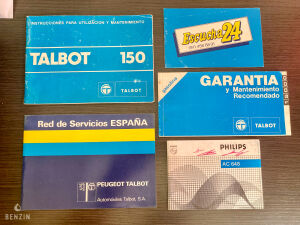 INSTRUCCIONES PARA UTILIZACION Y MANTENIMIENTO
TALBOT 150
TALBOT
Escucha 24
GARANTIA
y Mantenimiento
Recomendado
TALBOT
Red de Servicios ESPAÑA
PEUGEOT TALBOT
Automóviles Talbot, S.A.
PHILIPS
AC 648
BENZIN